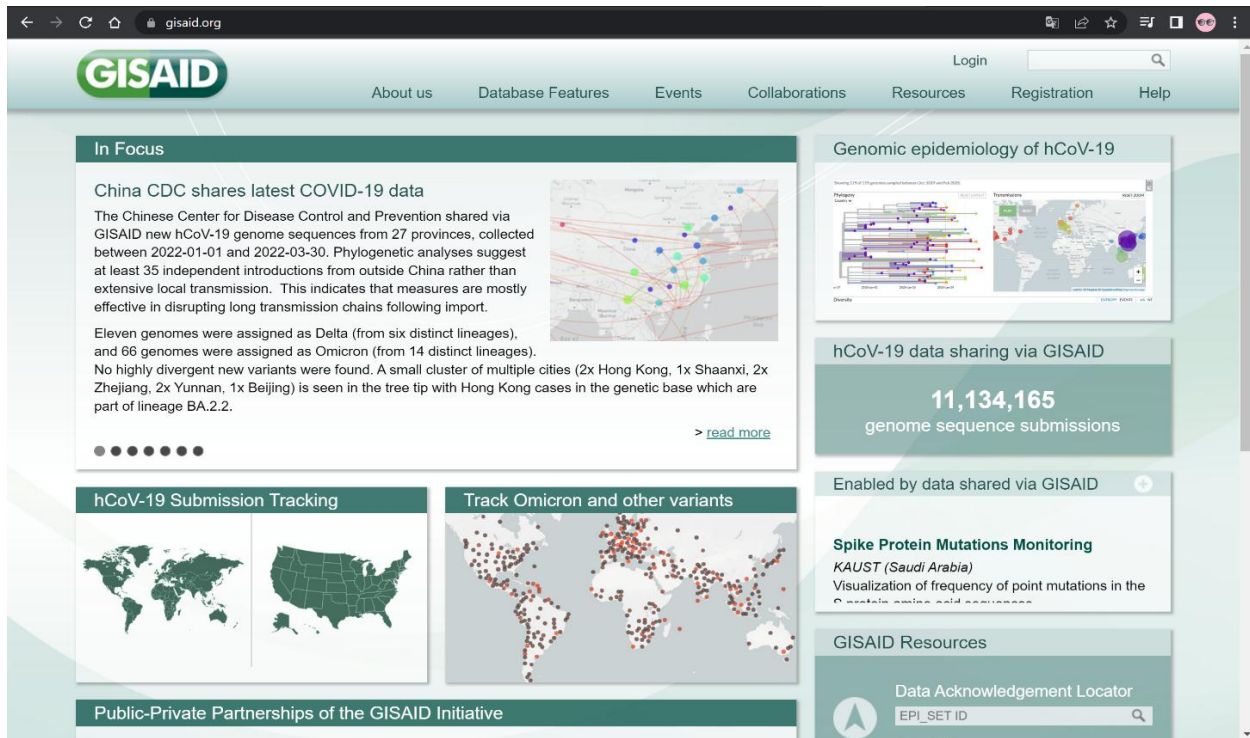 gisaid.org
GISAID
Login
About us Database Features Events Collaborations Resources Registration Help
In Focus
China CDC shares latest COVID-19 data
The Chinese Center for Disease Control and Prevention shared via
GISAID new hCoV-19 genome sequences from 27 provinces, collected
between 2022-01-01 and 2022-03-30. Phylogenetic analyses suggest
at least 35 independent introductions from outside China rather than
extensive local transmission. This indicates that measures are mostly
effective in disrupting long transmission chains following import.
Eleven genomes were assigned as Delta (from six distinct lineages),
and 66 genomes were assigned as Omicron (from 14 distinct lineages).
No highly divergent new variants were found. A small cluster of multiple cities (2x Hong Kong, 1x Shaanxi, 2x
Zhejiang, 2x Yunnan, 1x Beijing) is seen in the tree tip with Hong Kong cases in the genetic base which are
part of lineage BA.2.2.
> read more
hCoV-19 Submission Tracking
Track Omicron and other variants
Public-Private Partnerships of the GISAID Initiative
Genomic epidemiology of hCoV-19
Phylogeny
Transmissions
Diversity
hCoV-19 data sharing via GISAID
11,134,165
genome sequence submissions
Enabled by data shared via GISAID
Spike Protein Mutations Monitoring
KAUST (Saudi Arabia)
Visualization of frequency of point mutations in the
GISAID Resources
Data Acknowledgement Locator
EPI_SET ID